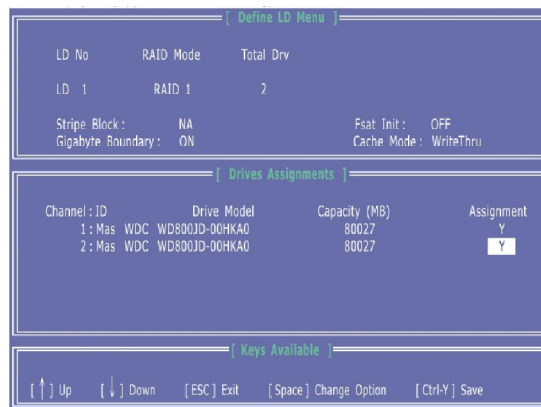 [ Define LD Menu ]
LD No RAID Mode Total Drv
LD 1 RAID 1 2
Stripe Block : NA Fsat Init : OFF
Gigabyte Boundary : ON Cache Mode : WriteThru
[ Drives Assignments ]
Channel : ID Drive Model Capacity (MB) Assignment
1 : Mas WDC WD800JD-00HKA0 80027 Y
2 : Mas WDC WD800JD-00HKA0 80027 Y
[ Keys Available ]
[ ↑ ] Up [ ↓ ] Down [ ESC ] Exit [ Space ] Change Option [ Ctrl-Y ] Save